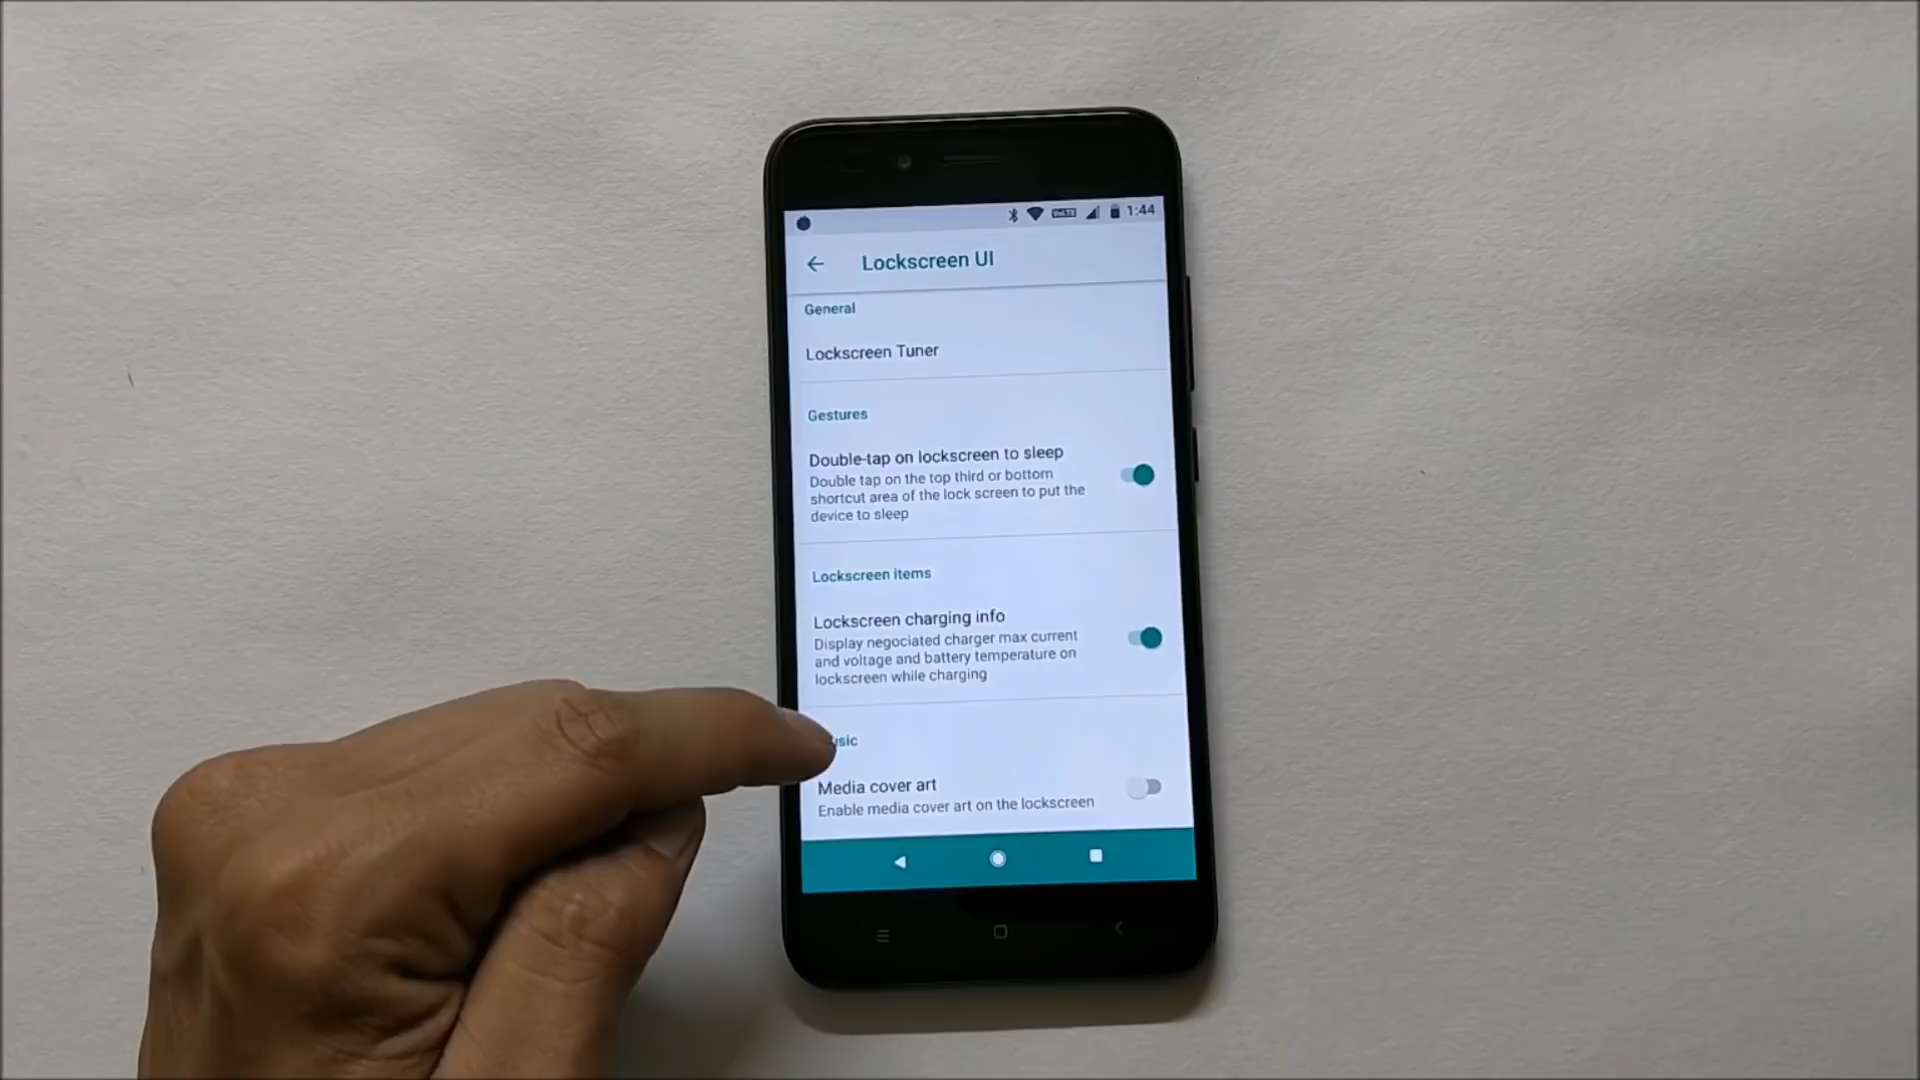 VoLTE 1:44
Lockscreen UI
General
Lockscreen Tuner
Gestures
Double-tap on lockscreen to sleep
Double tap on the top third or bottom
shortcut area of the lock screen to put the
device to sleep
Lockscreen items
Lockscreen charging info
Display negociated charger max current
and voltage and battery temperature on
lockscreen while charging
Media cover art
Enable media cover art on the lockscreen